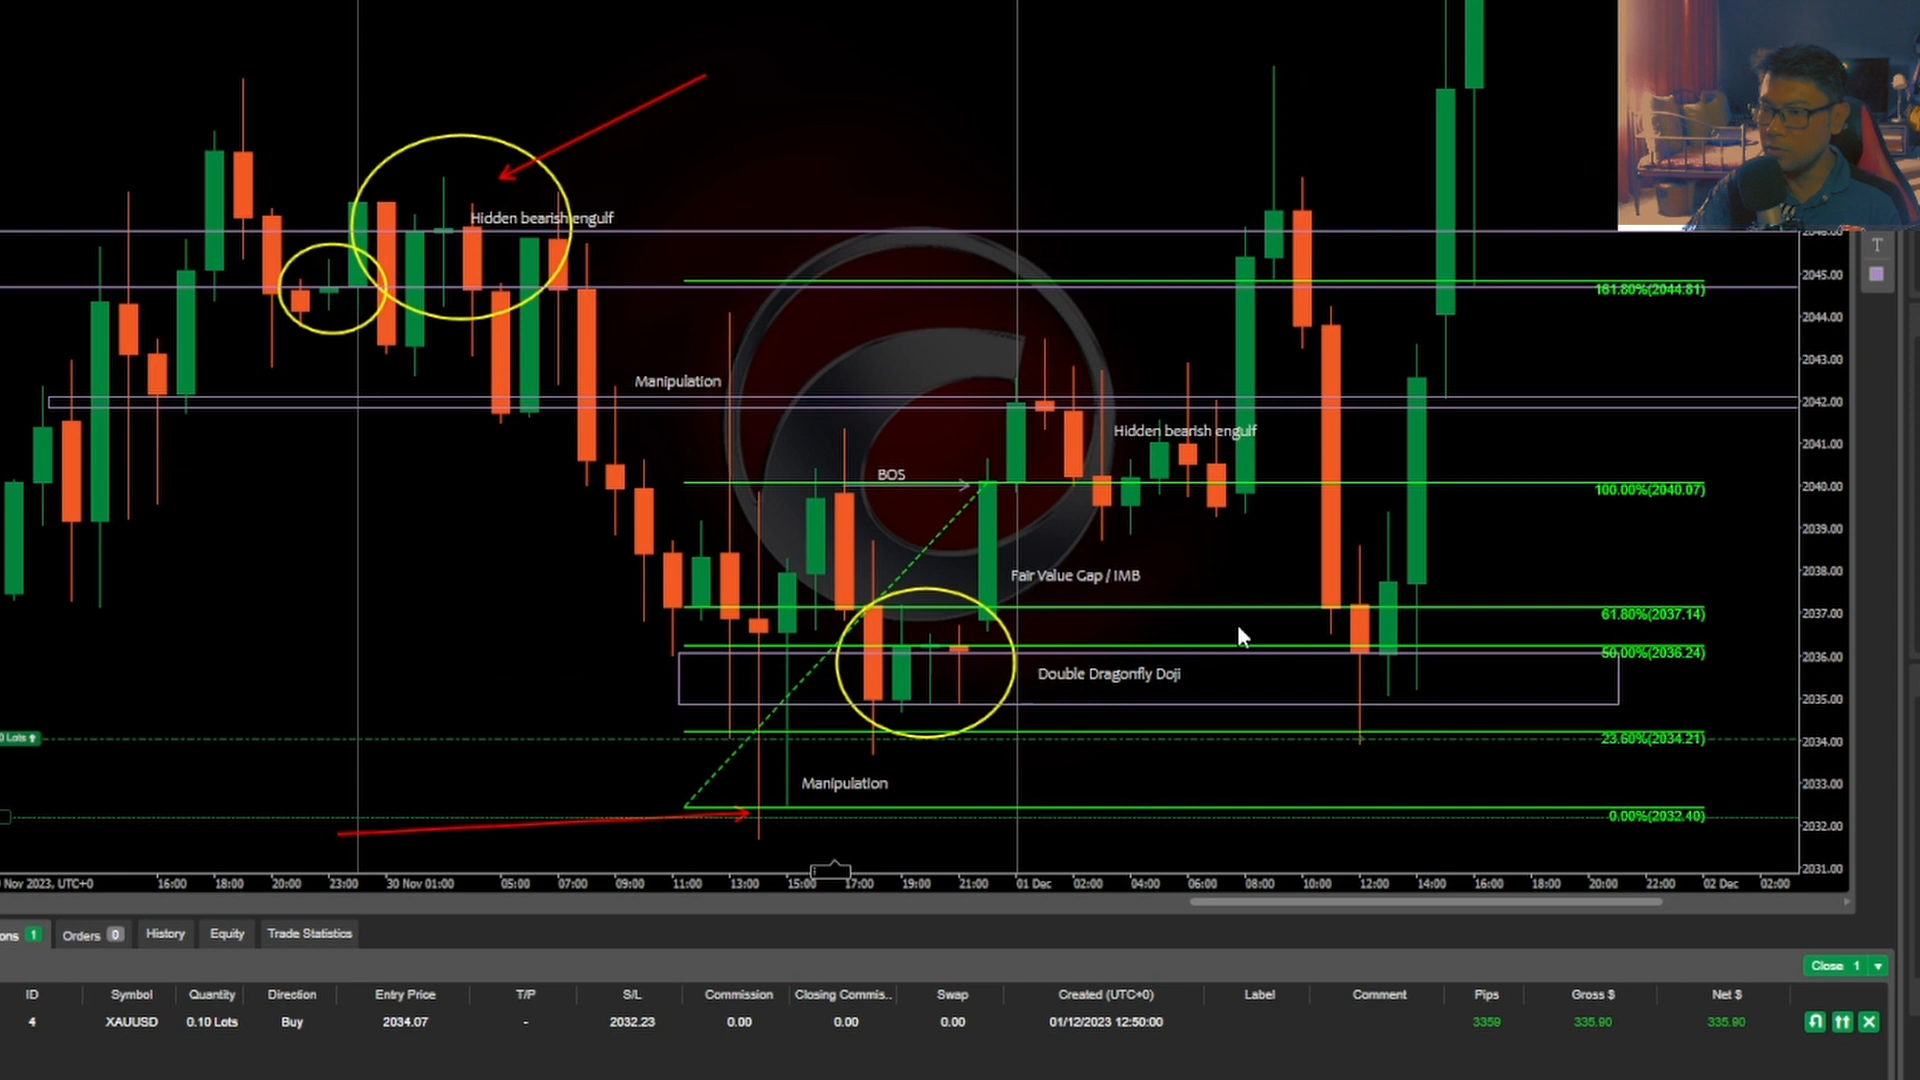 T
Hidden bearish engulf
2046.00
2045.00
161.80%(2044.81)
2044.00
2043.00
Manipulation
2042.00
Hidden bearish engulf
2041.00
BOS
100.00%(2040.07)
2040.00
2039.00
Fair Value Gap / IMB
2038.00
61.80%(2037.14)
2037.00
50.00%(2036.24)
2036.00
Double Dragonfly Doji
2035.00
0 Lots
23.60%(2034.21)
2034.00
Manipulation
2033.00
0.00%(2032.40)
2032.00
2031.00
Nov 2023, UTC+0 16:00 18:00 20:00 23:00 30 Nov 01:00 05:00 07:00 09:00 11:00 13:00 15:00 17:00 19:00 21:00 01 Dec 02:00 04:00 06:00 08:00 10:00 12:00 14:00 16:00 18:00 20:00 22:00 02 Dec 02:00
ons 1 Orders 0 History Equity Trade Statistics
Close 1
ID Symbol Quantity Direction Entry Price T/P S/L Commission Closing Commis.. Swap Created (UTC+0) Label Comment Pips Gross $ Net $
4 XAUUSD 0.10 Lots Buy 2034.07 - 2032.23 0.00 0.00 0.00 01/12/2023 12:50:00 3359 335.90 335.90